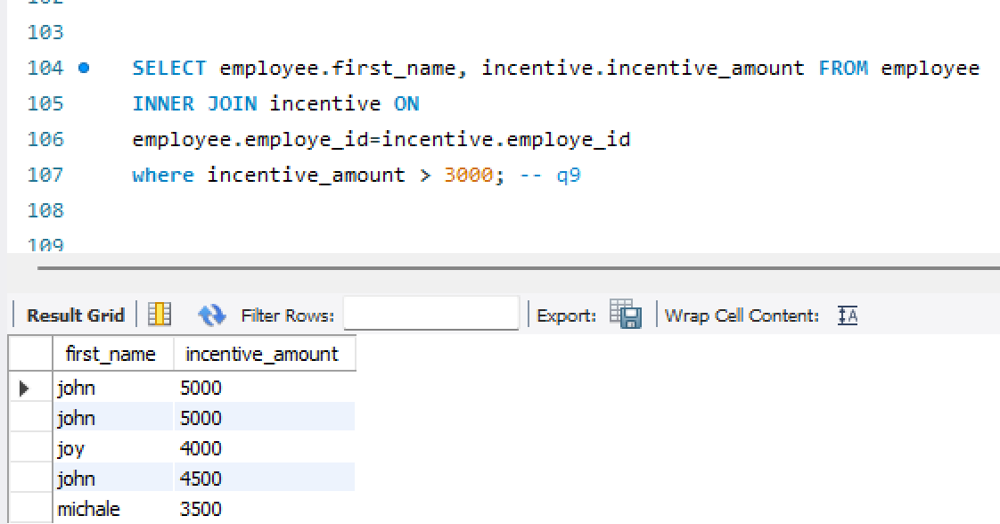 102
103
104 SELECT employee.first_name, incentive.incentive_amount FROM employee
105 INNER JOIN incentive ON
106 employee.employe_id=incentive.employe_id
107 where incentive_amount > 3000; -- q9
108
109
Result Grid Filter Rows: Export: Wrap Cell Content: IA
first_name incentive_amount
john 5000
john 5000
joy 4000
john 4500
michale 3500